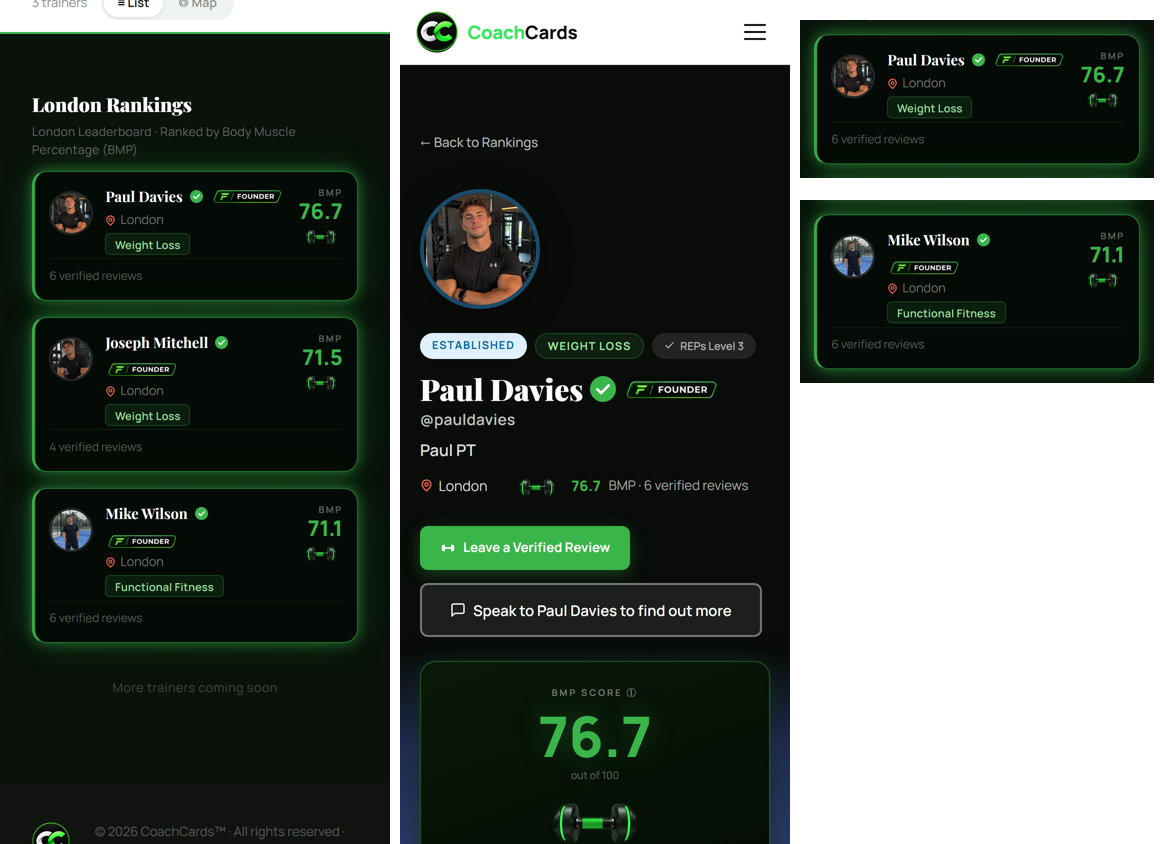 3 trainers
≡ List
Map
London Rankings
London Leaderboard · Ranked by Body Muscle
Percentage (BMP)
Paul Davies
FOUNDER
BMP
76.7
London
Weight Loss
6 verified reviews
Joseph Mitchell
BMP
71.5
FOUNDER
London
Weight Loss
4 verified reviews
Mike Wilson
BMP
71.1
FOUNDER
London
Functional Fitness
6 verified reviews
More trainers coming soon
CC
© 2026 CoachCards™ · All rights reserved ·
CC
CoachCards
← Back to Rankings
ESTABLISHED
WEIGHT LOSS
REPs Level 3
Paul Davies
FOUNDER
@pauldavies
Paul PT
London
76.7 BMP · 6 verified reviews
Leave a Verified Review
Speak to Paul Davies to find out more
BMP SCORE ⓘ
76.7
out of 100
Paul Davies
FOUNDER
BMP
76.7
London
Weight Loss
6 verified reviews
Mike Wilson
BMP
71.1
FOUNDER
London
Functional Fitness
6 verified reviews